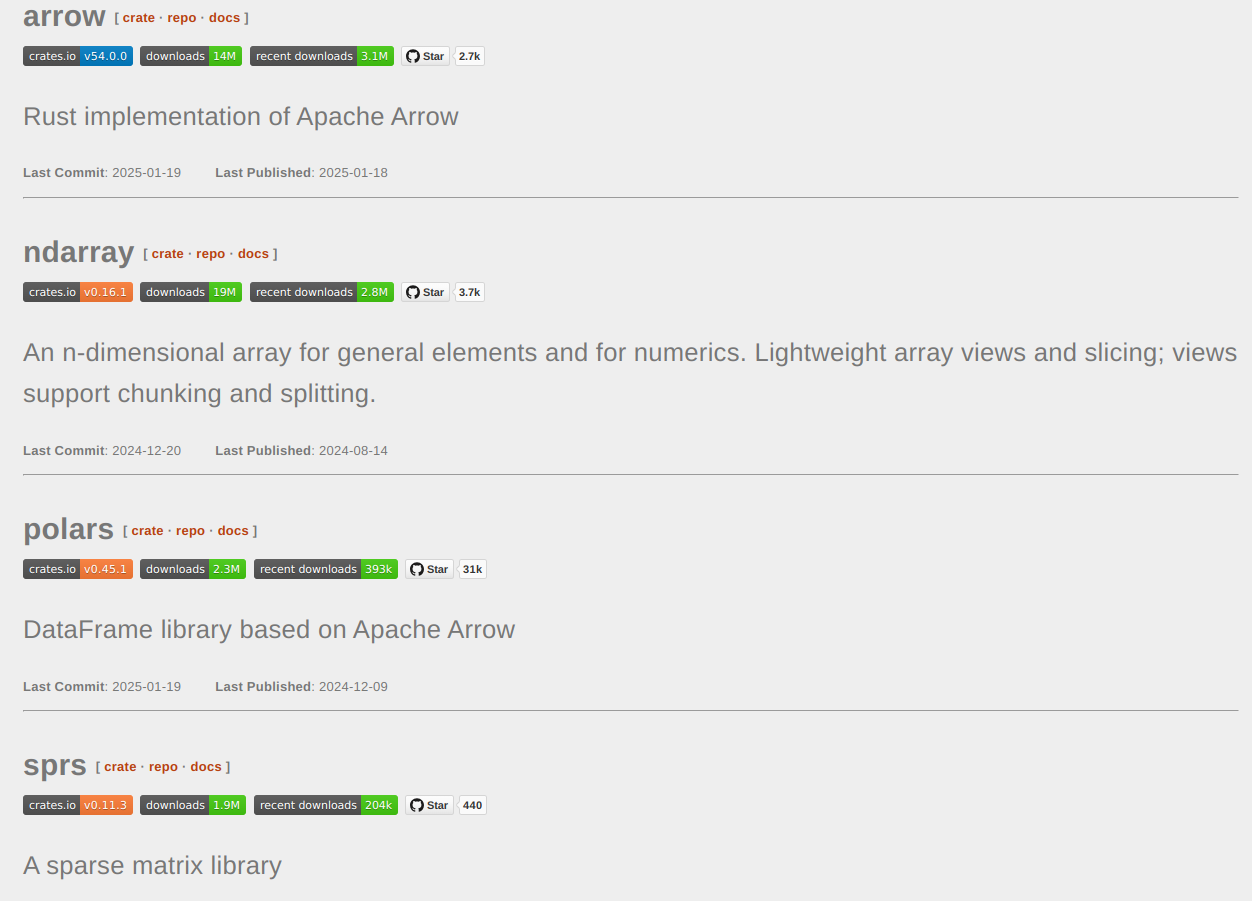 arrow [ crate · repo · docs ]
crates.io v54.0.0 downloads 14M recent downloads 3.1M Star 2.7k
Rust implementation of Apache Arrow
Last Commit: 2025-01-19 Last Published: 2025-01-18
ndarray [ crate · repo · docs ]
crates.io v0.16.1 downloads 19M recent downloads 2.8M Star 3.7k
An n-dimensional array for general elements and for numerics. Lightweight array views and slicing; views
support chunking and splitting.
Last Commit: 2024-12-20 Last Published: 2024-08-14
polars [ crate · repo · docs ]
crates.io v0.45.1 downloads 2.3M recent downloads 393k Star 31k
DataFrame library based on Apache Arrow
Last Commit: 2025-01-19 Last Published: 2024-12-09
sprs [ crate · repo · docs ]
crates.io v0.11.3 downloads 1.9M recent downloads 204k Star 440
A sparse matrix library